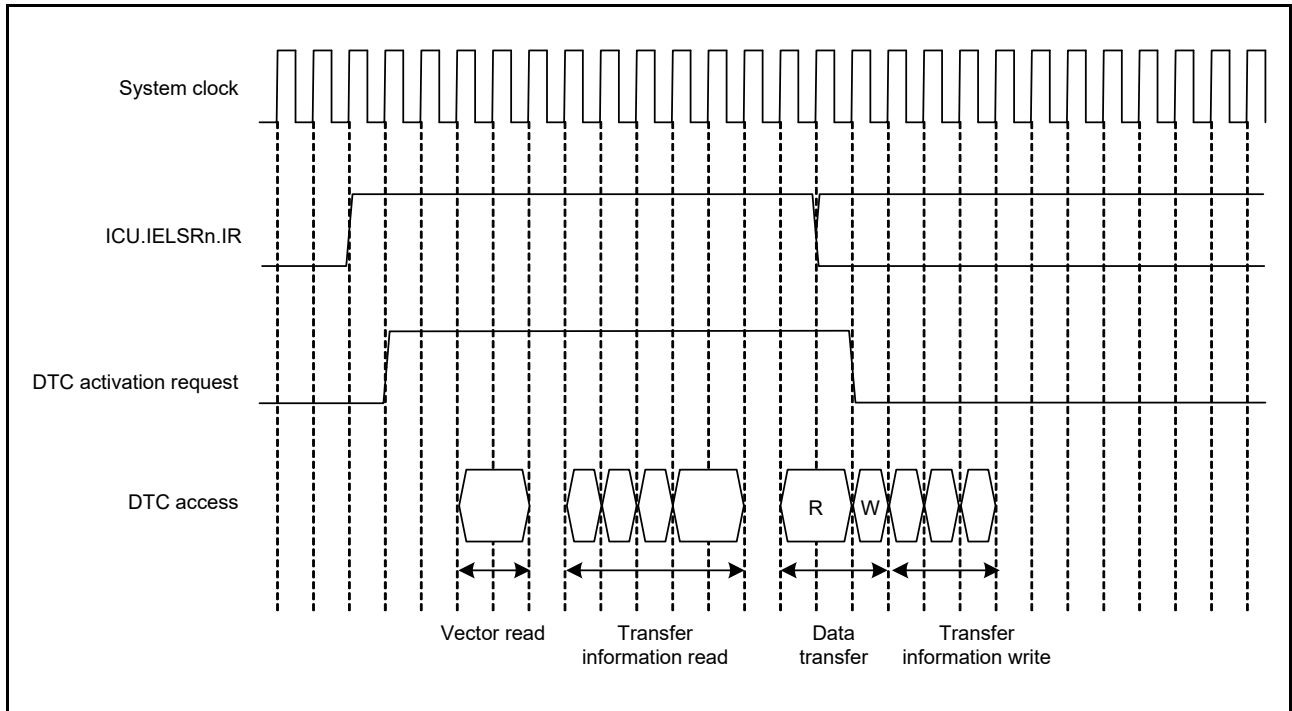 System clock
ICU.IELSRn.IR
DTC activation request
DTC access
R
W
Vector read
Transfer
information read
Data
transfer
Transfer
information write